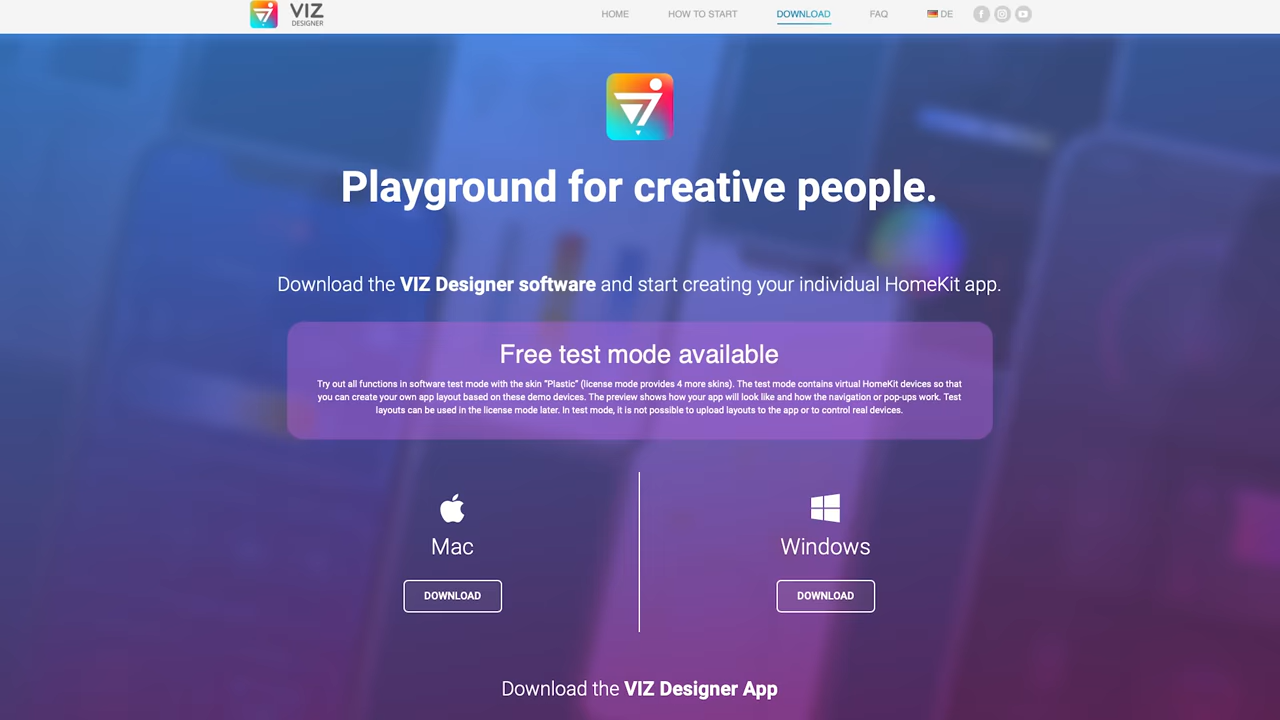 VIZ
DESIGNER
HOME
HOW TO START
DOWNLOAD
FAQ
DE
Playground for creative people.
Download the VIZ Designer software and start creating your individual HomeKit app.
Free test mode available
Try out all functions in software test mode with the skin "Plastic" (license mode provides 4 more skins). The test mode contains virtual HomeKit devices so that
you can create your own app layout based on these demo devices. The preview shows how your app will look like and how the navigation or pop-ups work. Test
layouts can be used in the license mode later. In test mode, it is not possible to upload layouts to the app or to control real devices.
Mac
DOWNLOAD
Windows
DOWNLOAD
Download the VIZ Designer App